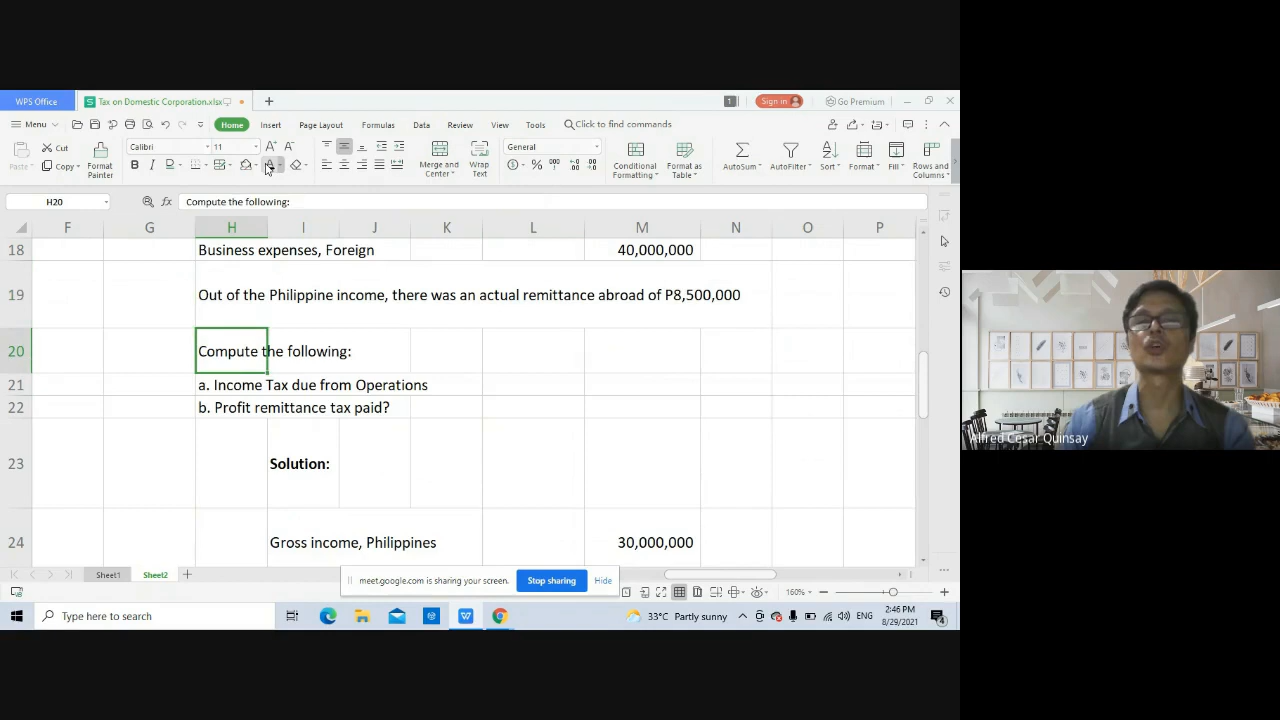 WPS Office
Tax on Domestic Corporation.xlsx
1
Sign in
Go Premium
Menu
Home
Insert
Page Layout
Formulas
Data
Review
View
Tools
Click to find commands
Paste
Cut
Copy
Format Painter
Calibri
11
Merge and Center
Wrap Text
General
Conditional Formatting
Format as Table
AutoSum
AutoFilter
Sort
Format
Fill
Rows and Columns
H20
fx
Compute the following:
F G H I J K L M N O P
18 Business expenses, Foreign 40,000,000
19 Out of the Philippine income, there was an actual remittance abroad of P8,500,000
20 Compute the following:
21 a. Income Tax due from Operations
22 b. Profit remittance tax paid?
23 Solution:
24 Gross income, Philippines 30,000,000
Sheet1 Sheet2
meet.google.com is sharing your screen. Stop sharing Hide
160%
Type here to search
33°C Partly sunny
ENG
2:46 PM
8/29/2021
4
Alfred Cesar Quinsay